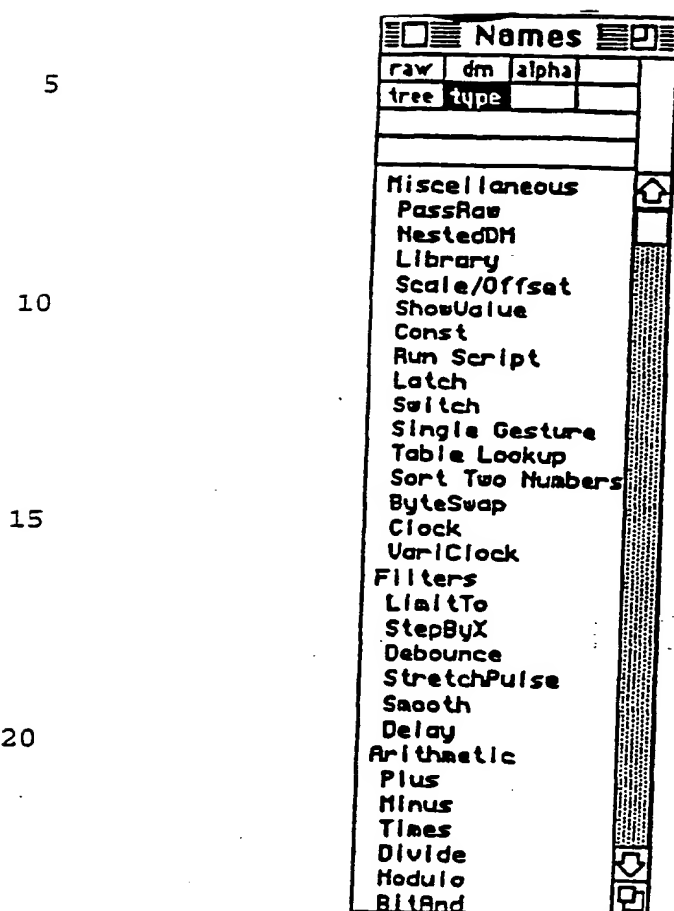 Names
raw dm alpha
tree type
5
Miscellaneous
PassRaw
NestedDM
Library
Scale/Offset
10
ShowValue
Const
Run Script
Latch
Switch
Single Gesture
Table Lookup
Sort Two Numbers
ByteSwap
15
Clock
VariClock
Filters
LimitTo
StepByX
Debounce
StretchPulse
Smooth
Delay
20
Arithmetic
Plus
Minus
Times
Divide
Modulo
BitAnd